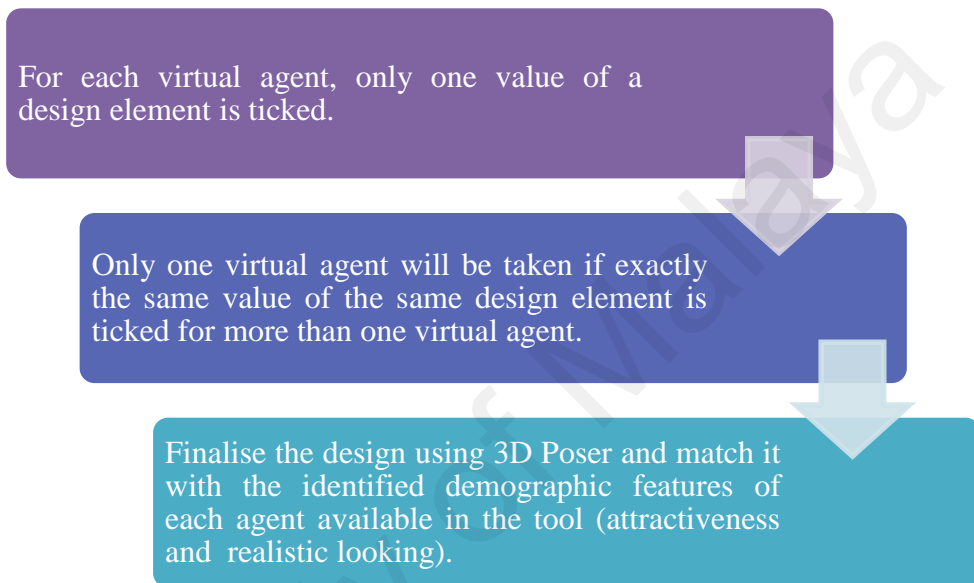 For each virtual agent, only one value of a
design element is ticked.
Only one virtual agent will be taken if exactly
the same value of the same design element is
ticked for more than one virtual agent.
Finalise the design using 3D Poser and match it
with the identified demographic features of
each agent available in the tool (attractiveness
and realistic looking).
of Malaya